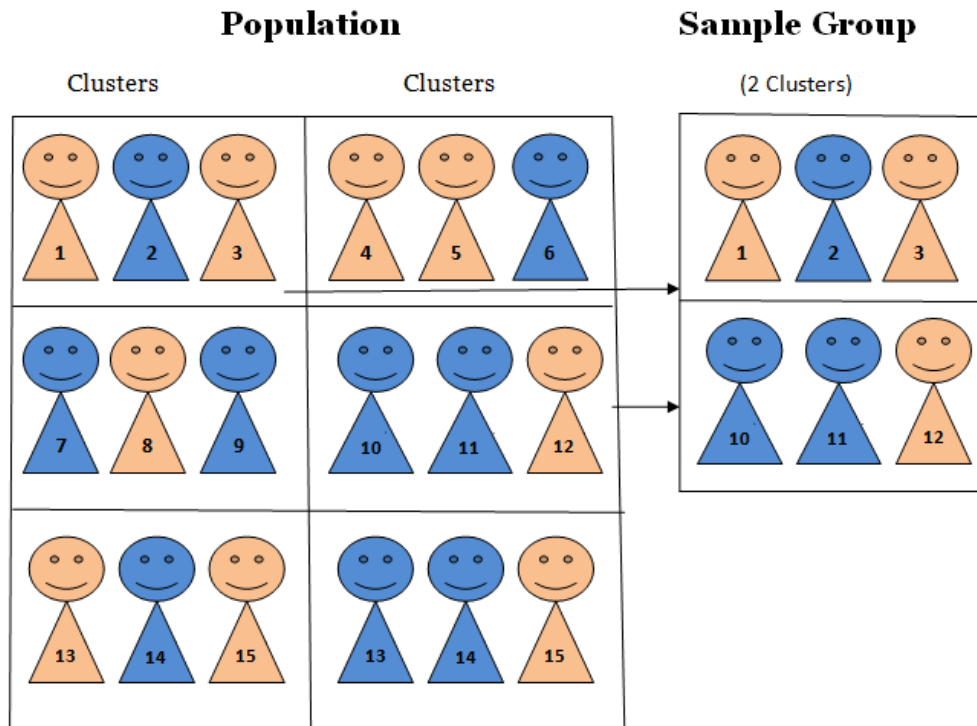 Population
Sample Group
Clusters
Clusters
(2 Clusters)
1 2 3
4 5 6
1 2 3
7 8 9
10 11 12
10 11 12
13 14 15
13 14 15